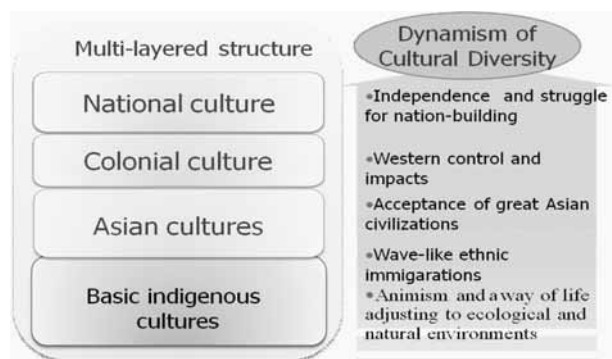 Multi-layered structure
National culture
Colonial culture
Asian cultures
Basic indigenous
cultures
Dynamism of
Cultural Diversity
•Independence and struggle
for nation-building
•Western control and
impacts
•Acceptance of great Asian
civilizations
•Wave-like ethnic
immigarations
•Animism and a way of life
adjusting to ecological and
natural environments